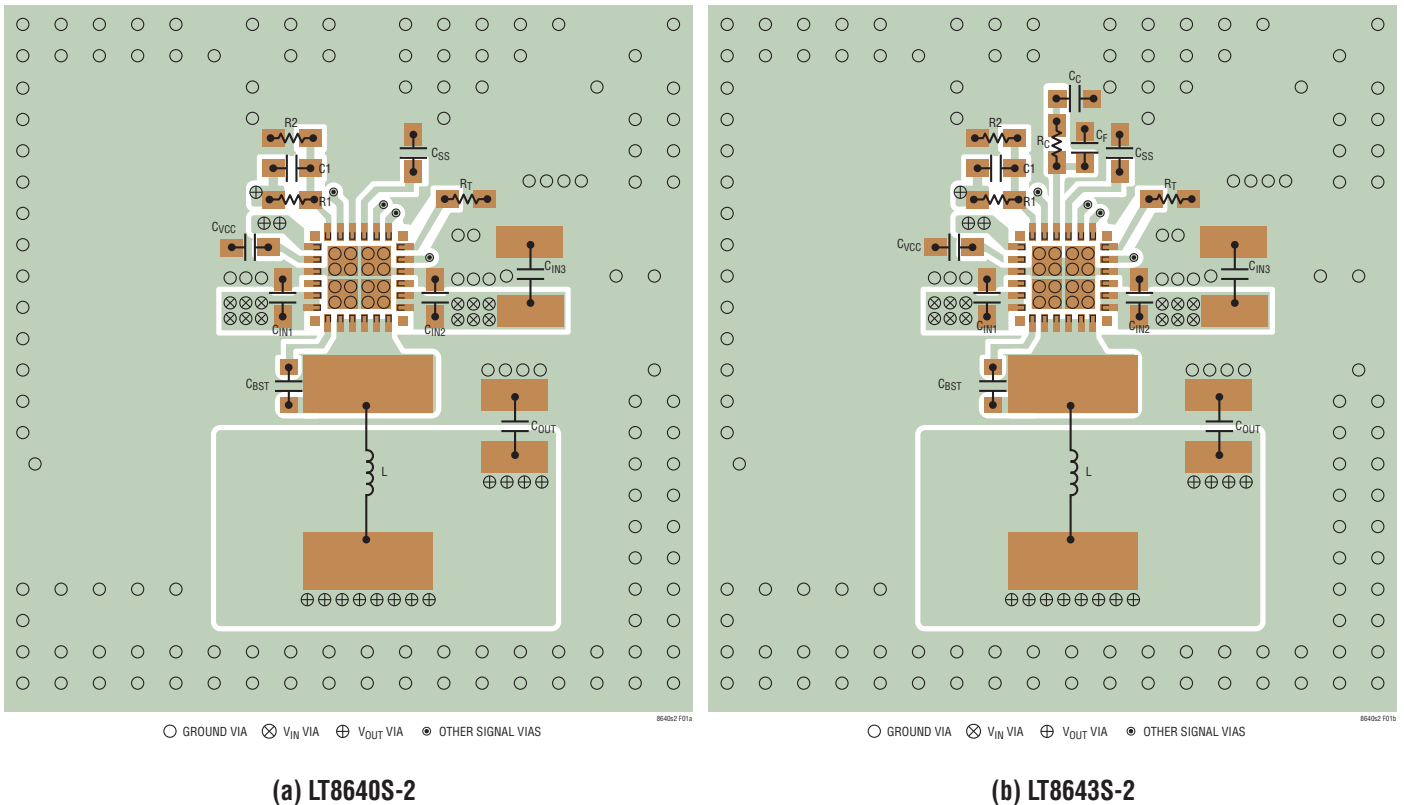 R2
C1
R1
CSS
RT
CVCC
CIN1
CIN2
CIN3
CBST
COUT
L
8640s2 F01a
GROUND VIA VIN VIA VOUT VIA OTHER SIGNAL VIAS
(a) LT8640S-2
CC
R2
RC
CF
CSS
C1
R1
RT
CVCC
CIN1
CIN2
CIN3
CBST
COUT
L
8640s2 F01b
GROUND VIA VIN VIA VOUT VIA OTHER SIGNAL VIAS
(b) LT8643S-2